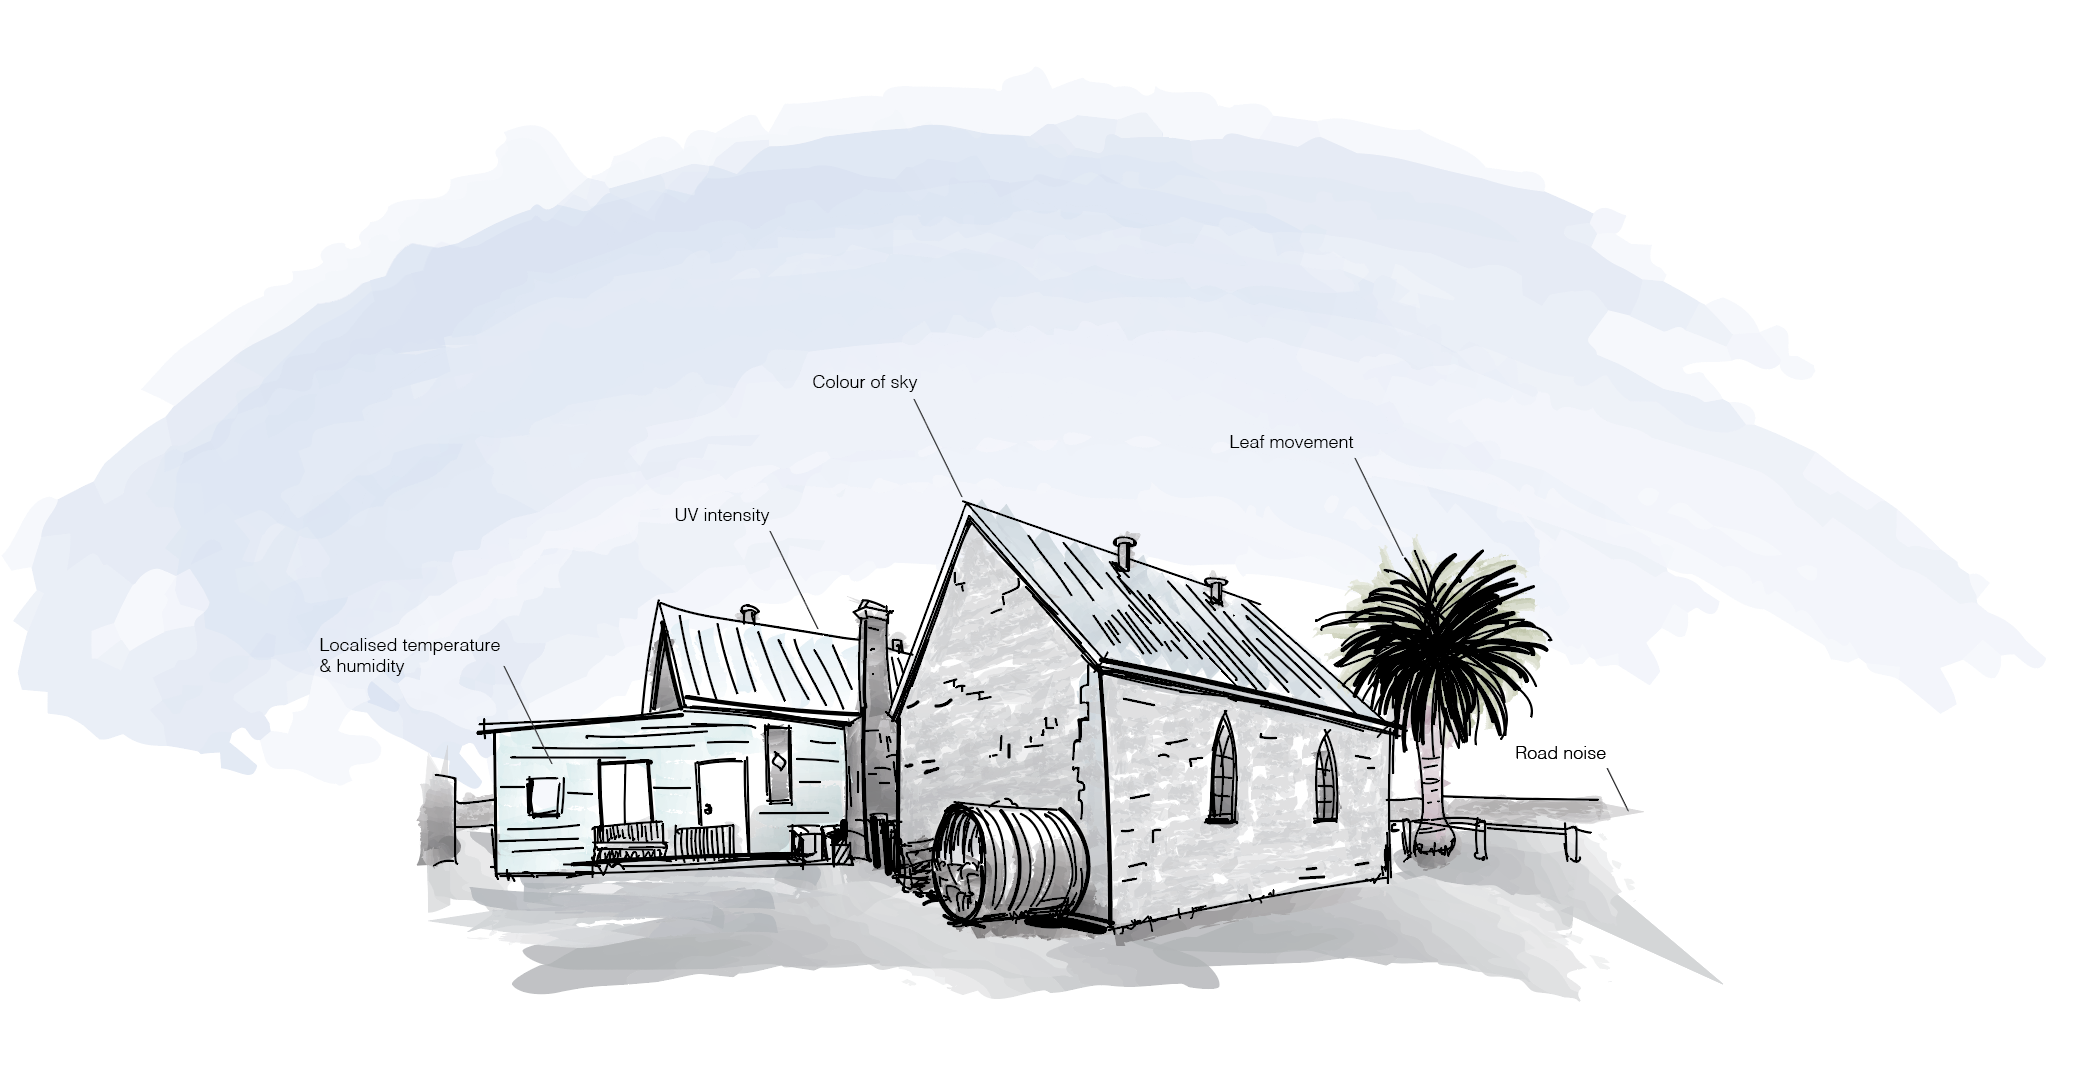 Colour of sky
Leaf movement
UV intensity
Localised temperature
& humidity
Road noise